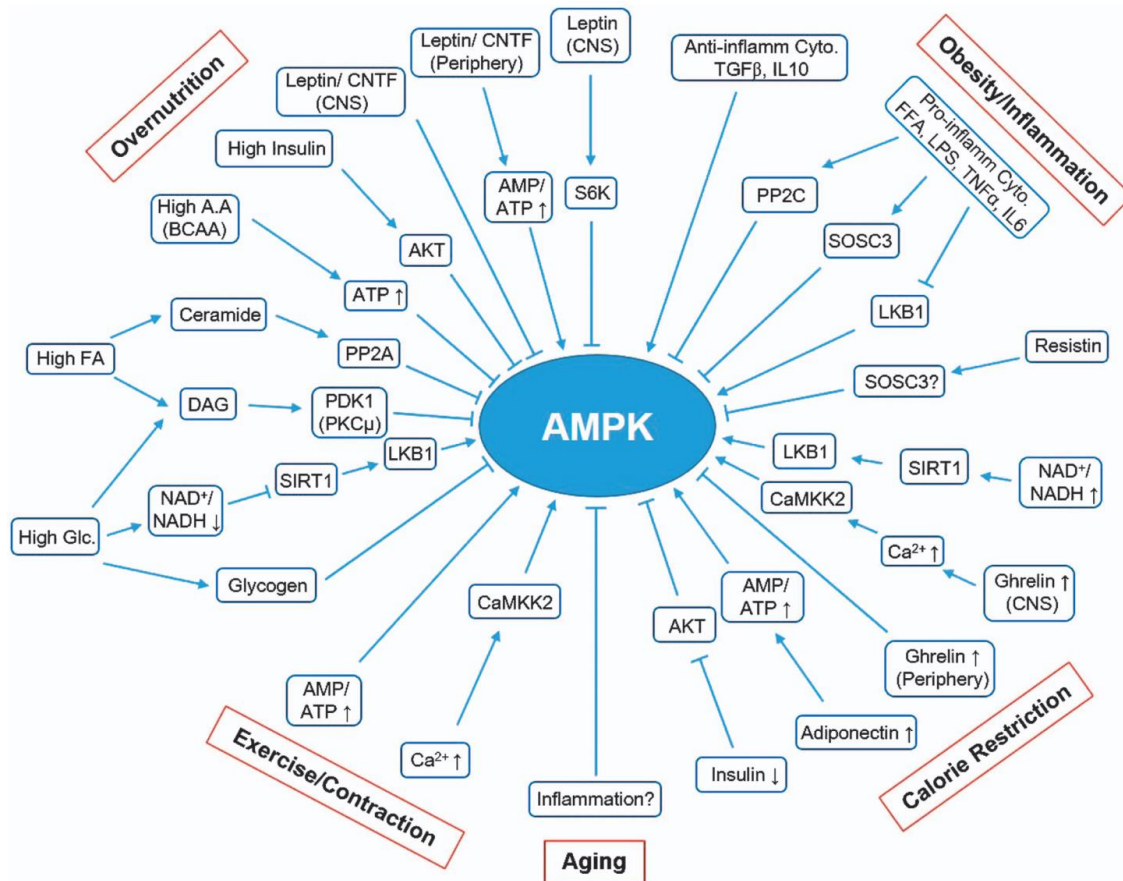 Overnutrition
Leptin/ CNTF
(CNS)
Leptin/ CNTF
(Periphery)
Leptin
(CNS)
Anti-inflamm Cyto.
TGFβ, IL10
Obesity/Inflammation
Pro-inflamm Cyto.
FFA, LPS, TNFα, IL6
High Insulin
AMP/
ATP ↑
S6K
PP2C
High A.A
(BCAA)
AKT
SOSC3
ATP ↑
LKB1
Ceramide
High FA
PP2A
Resistin
SOSC3?
DAG
PDK1
(PKCµ)
AMPK
LKB1
LKB1
SIRT1
SIRT1
NAD⁺/
NADH ↑
NAD⁺/
NADH ↓
CaMKK2
High Glc.
Ca²⁺ ↑
Glycogen
CaMKK2
AMP/
ATP ↑
Ghrelin ↑
(CNS)
AKT
Ghrelin ↑
(Periphery)
AMP/
ATP ↑
Adiponectin ↑
Exercise/Contraction
Ca²⁺ ↑
Insulin ↓
Calorie Restriction
Inflammation?
Aging